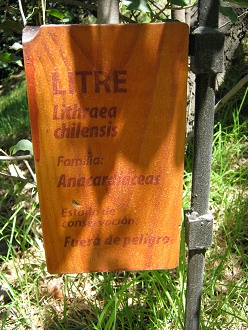 LITRE
Lithraea
chilensis
Familia:
Anacardiáceas
Estado de
conservación:
Fuera de peligro